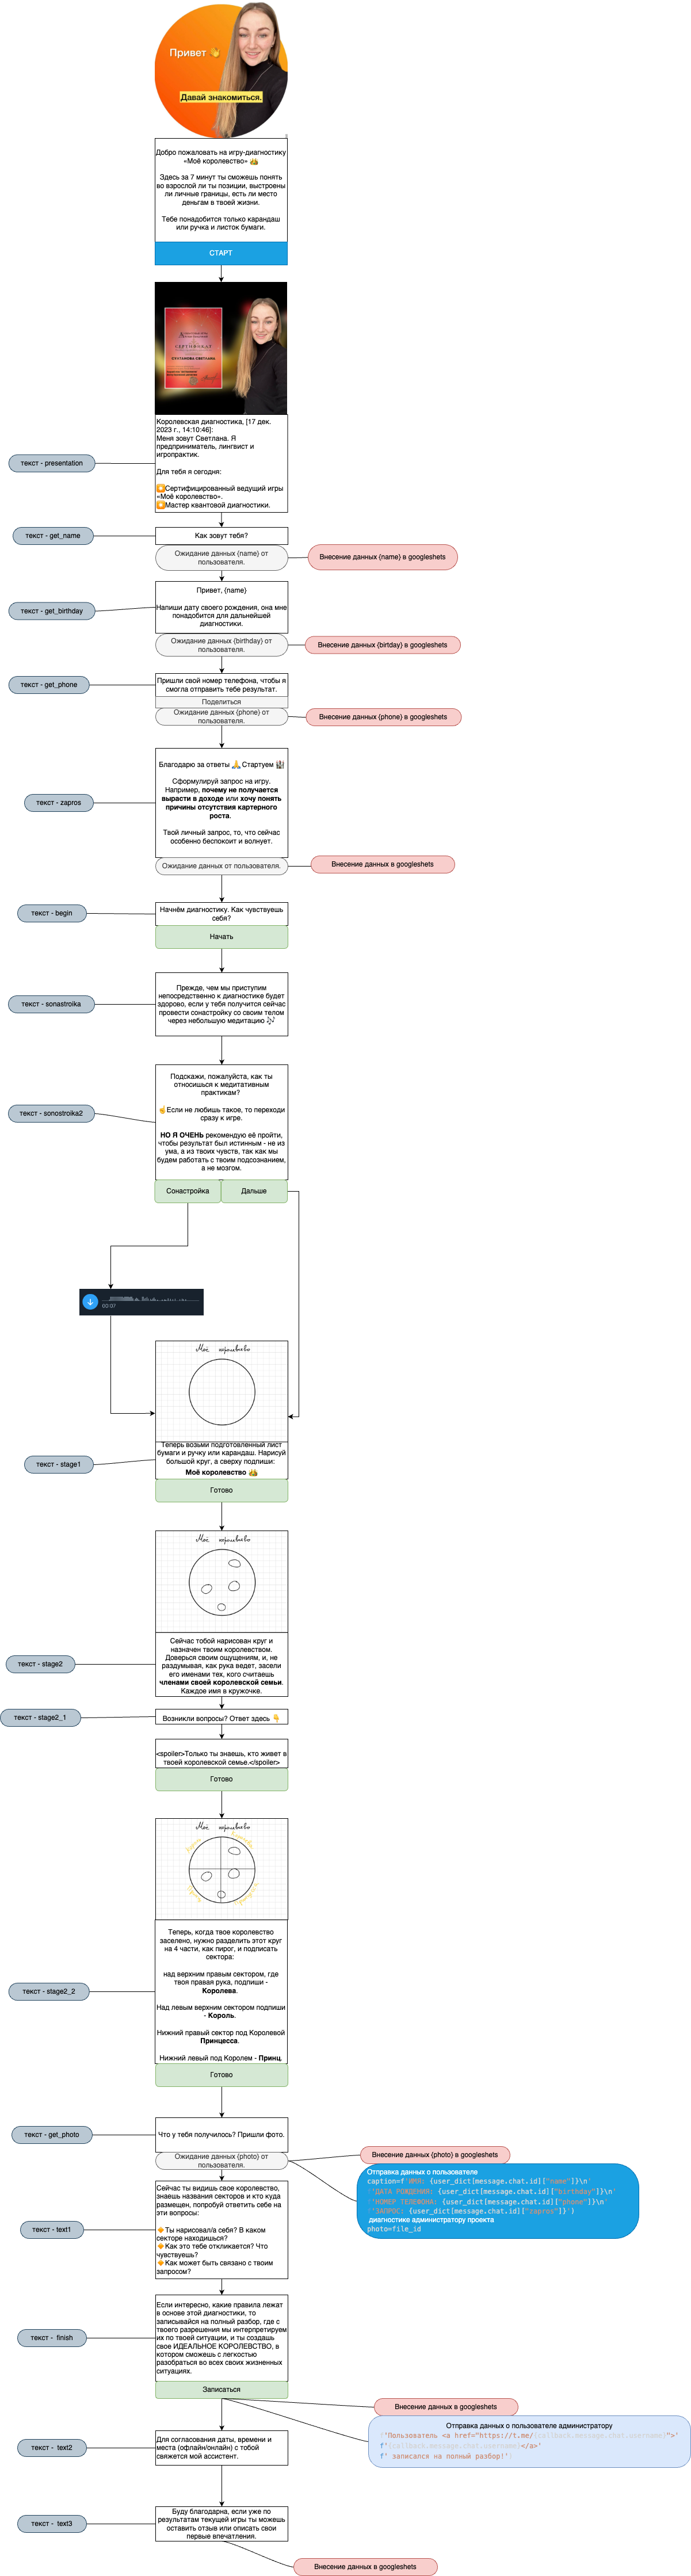 Привет 👋
Давай знакомиться.
Добро пожаловать на игру-диагностику
«Моё королевство» 👸
Здесь за 7 минут ты сможешь понять
во взрослой ли ты позиции, выстроены
ли личные границы, есть ли место
деньгам в твоей жизни.
Тебе понадобится только карандаш
или ручка и листок бумаги.
СТАРТ
СЕРТИФИКАТ
Королевская диагностика, [17 дек.
2023 г., 14:10:46]:
Меня зовут Светлана. Я
предприниматель, лингвист и
игропрактик.
текст - presentation
Для тебя я сегодня:
Сертифицированный ведущий игры
«Моё королевство».
Мастер квантовой диагностики.
текст - get_name
Как зовут тебя?
Ожидание данных {name} от
пользователя.
Внесение данных {name} в googleshets
Привет, {name}
текст - get_birthday
Напиши дату своего рождения, она мне
понадобится для дальнейшей
диагностики.
Ожидание данных {birthday} от
пользователя.
Внесение данных {birtday} в googleshets
текст - get_phone
Пришли свой номер телефона, чтобы я
смогла отправить тебе результат.
Поделиться
Ожидание данных {phone} от
пользователя.
Внесение данных {phone} в googleshets
Благодарю за ответы 🙏 Стартуем 🏰
Сформулируй запрос на игру.
Например, почему не получается
вырасти в доходе или хочу понять
причины отсутствия картерного
роста.
текст - zapros
Твой личный запрос, то, что сейчас
особенно беспокоит и волнует.
Ожидание данных от пользователя.
Внесение данных в googleshets
текст - begin
Начнём диагностику. Как чувствуешь
себя?
Начать
текст - sonastroika
Прежде, чем мы приступим
непосредственно к диагностике будет
здорово, если у тебя получится сейчас
провести сонастройку со своим телом
через небольшую медитацию 🎶
Подскажи, пожалуйста, как ты
относишься к медитативным
практикам?
текст - sonostroika2
☝️Если не любишь такое, то переходи
сразу к игре.
НО Я ОЧЕНЬ рекомендую её пройти,
чтобы результат был истинным - не из
ума, а из твоих чувств, так как мы
будем работать с твоим подсознанием,
а не мозгом.
Сонастройка
Дальше
00:07
Моё королевство
Теперь возьми подготовленный лист
бумаги и ручку или карандаш. Нарисуй
большой круг, а сверху подпиши:
Моё королевство 👸
текст - stage1
Готово
Моё королевство
текст - stage2
Сейчас тобой нарисован круг и
назначен твоим королевством.
Доверься своим ощущениям, и, не
раздумывая, как рука ведет, засели
его именами тех, кого считаешь
членами своей королевской семьи.
Каждое имя в кружочке.
текст - stage2_1
Возникли вопросы? Ответ здесь 👇
<spoiler>Только ты знаешь, кто живет в
твоей королевской семье.</spoiler>
Готово
Моё королевство
Теперь, когда твое королевство
заселено, нужно разделить этот круг
на 4 части, как пирог, и подписать
сектора:
над верхним правым сектором, где
твоя правая рука, подпиши -
Королева.
текст - stage2_2
Над левым верхним сектором подпиши
- Король.
Нижний правый сектор под Королевой
Принцесса.
Нижний левый под Королем - Принц.
Готово
текст - get_photo
Что у тебя получилось? Пришли фото.
Ожидание данных {photo} от
пользователя.
Внесение данных {photo} в googleshets
Отправка данных о пользователе
caption=f'ИМЯ: {user_dict[message.chat.id]["name"]}\n'
f'ДАТА РОЖДЕНИЯ: {user_dict[message.chat.id]["birthday"]}\n'
f'НОМЕР ТЕЛЕФОНА: {user_dict[message.chat.id]["phone"]}\n'
f'ЗАПРОС: {user_dict[message.chat.id]["zapros"]}')
диагностике администратору проекта
photo=file_id
текст - text1
Сейчас ты видишь свое королевство,
знаешь названия секторов и кто куда
размещен, попробуй ответить себе на
эти вопросы:
🔸Ты нарисовал/а себя? В каком
секторе находишься?
🔸Как это тебе откликается? Что
чувствуешь?
🔸Как может быть связано с твоим
запросом?
текст - finish
Если интересно, какие правила лежат
в основе этой диагностики, то
записывайся на полный разбор, где с
твоего разрешения мы интерпретируем
их по твоей ситуации, и ты создашь
свое ИДЕАЛЬНОЕ КОРОЛЕВСТВО, в
котором сможешь с легкостью
разобраться во всех своих жизненных
ситуациях.
Записаться
Внесение данных в googleshets
Отправка данных о пользователе администратору
'Пользователь <a href="https://t.me/{callback.message.chat.username}">'
f'{callback.message.chat.username}</a>'
f' записался на полный разбор!')
текст - text2
Для согласования даты, времени и
места (офлайн/онлайн) с тобой
свяжется мой ассистент.
текст - text3
Буду благодарна, если уже по
результатам текущей игры ты можешь
оставить отзыв или описать свои
первые впечатления.
Внесение данных в googleshets